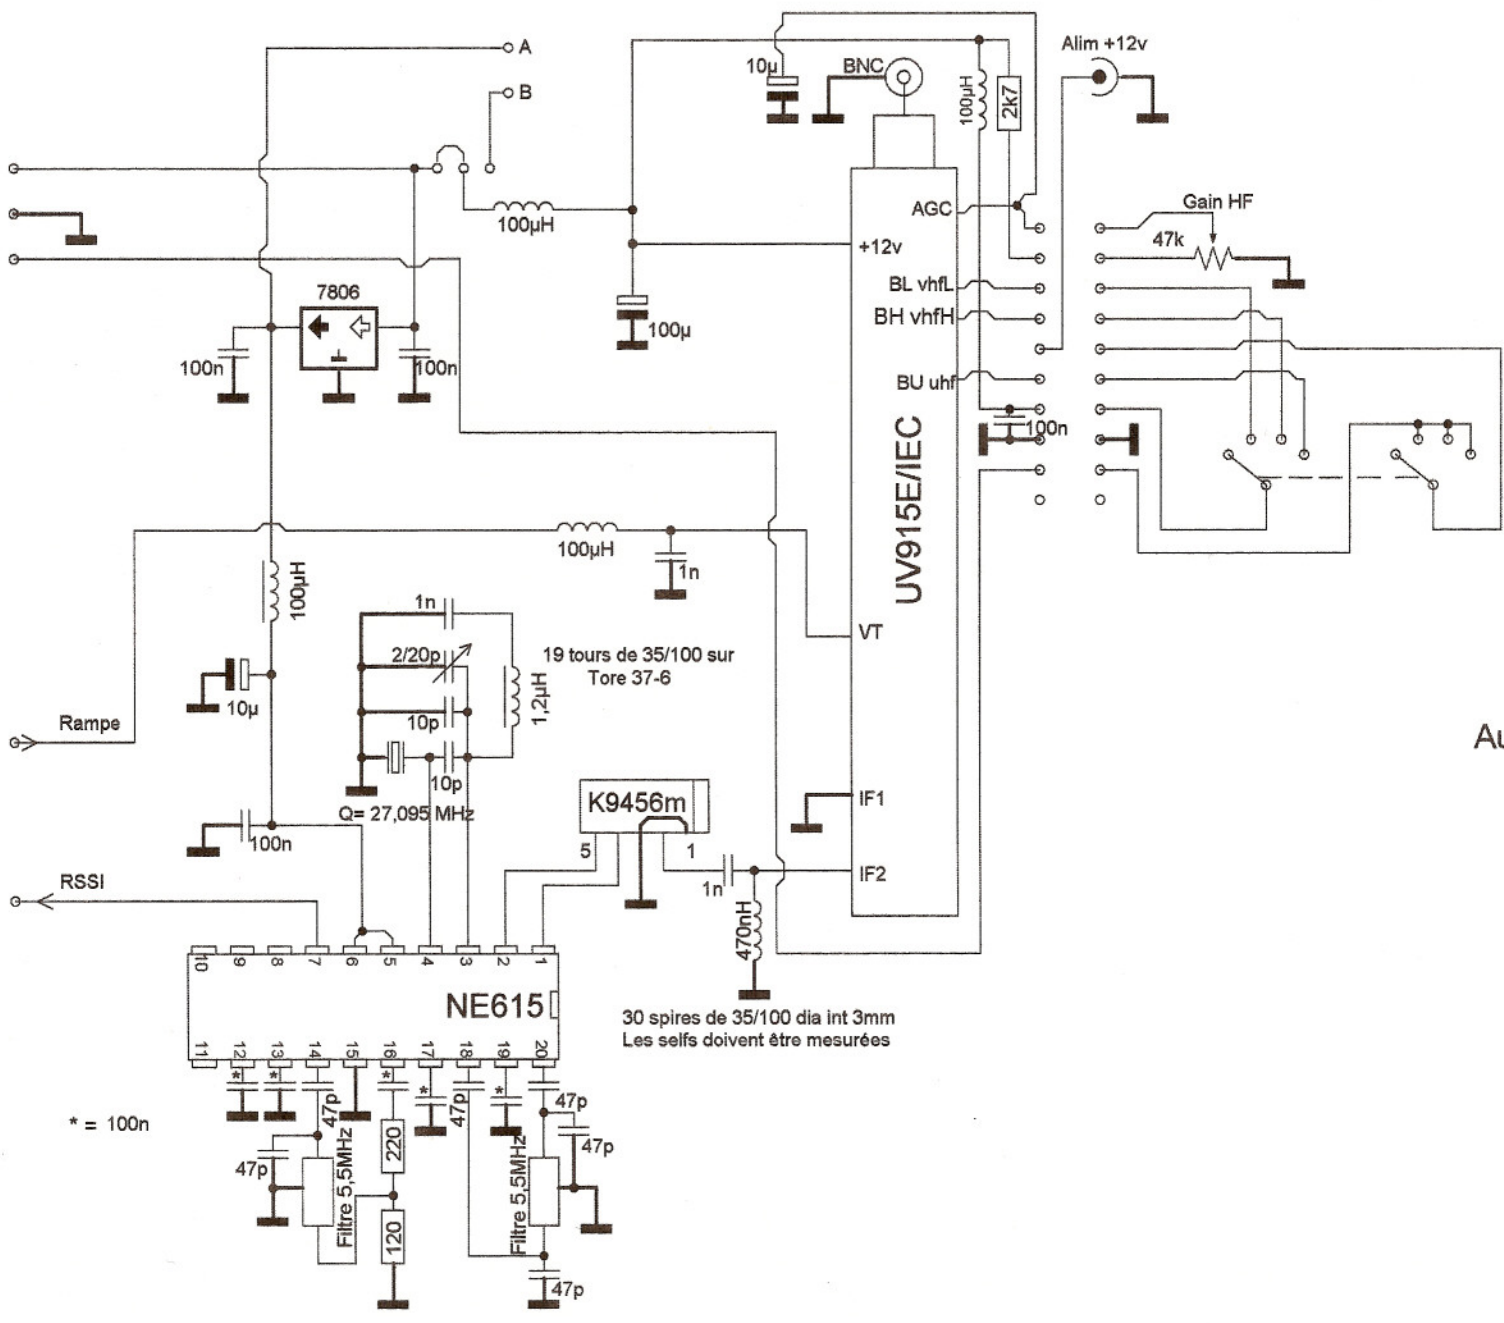 A
B
10µ
BNC
100µH
2k7
Alim +12v
AGC
Gain HF
47k
100µH
+12v
BL vhfL
7806
BH vhfH
100µ
100n
100n
BU uhf
100n
UV915E/IEC
100µH
1n
100µH
1n
VT
2/20p
19 tours de 35/100 sur
Tore 37-6
1,2µH
10µ
10p
Rampe
Au
10p
Q= 27,095 MHz
K9456m
IF1
100n
5
1
1n
IF2
RSSI
470nH
10
9
8
7
6
5
4
3
2
1
NE615
30 spires de 35/100 dia int 3mm
Les selfs doivent être mesurées
11
12
13
14
15
16
17
18
19
20
*
*
*
*
*
47p
47p
47p
* = 100n
220
47p
47p
Filtre 5,5MHz
Filtre 5,5MHz
120
47p